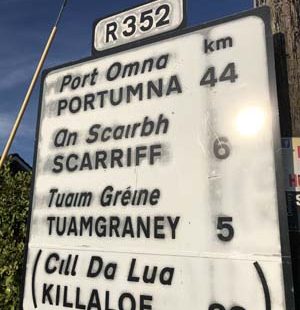 R352
km
Port Omna
PORTUMNA 44
an Scairbh
SCARRIFF 6
Tuaim Gréine
TUAMGRANEY 5
(Cill Da Lua
KILLALOE